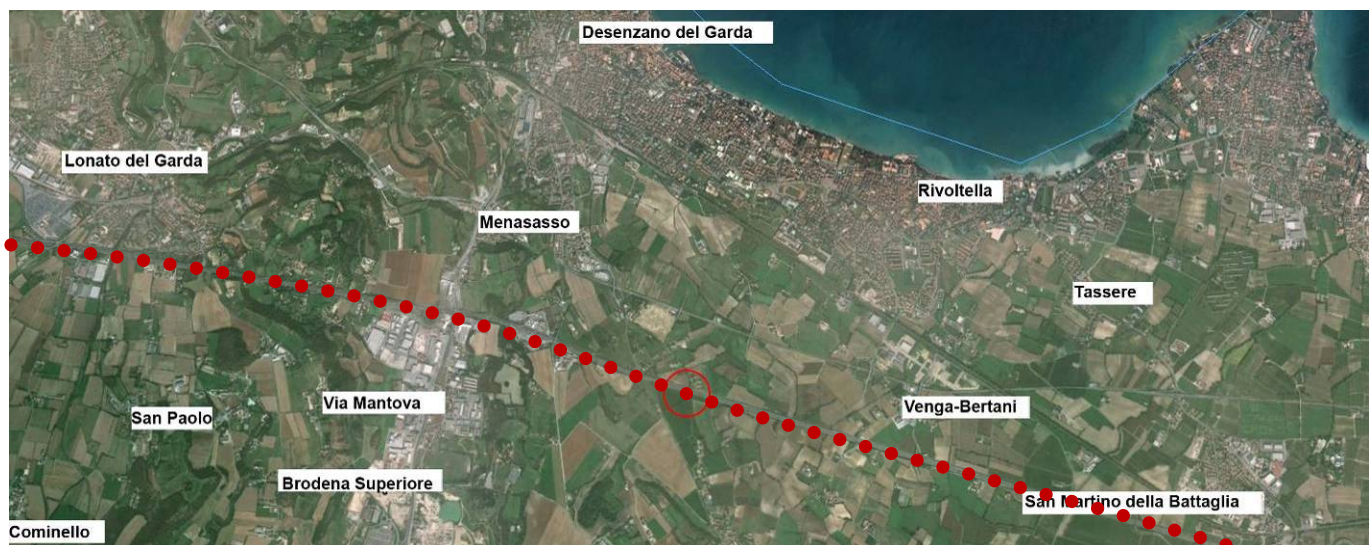 Desenzano del Garda
Lonato del Garda
Rivoltella
Menasasso
Tassere
Via Mantova
Venga-Bertani
San Paolo
Brodena Superiore
San Martino della Battaglia
Cominello